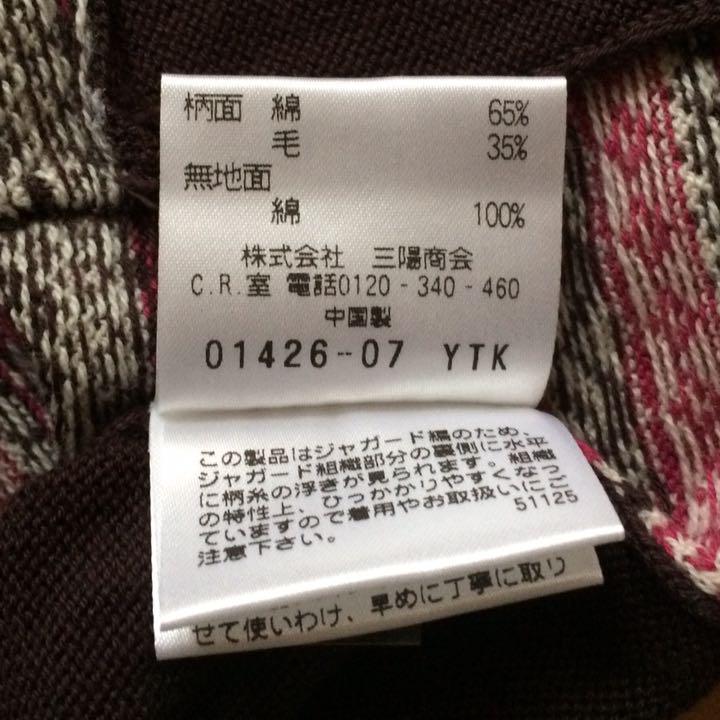 柄面 綿 65%
毛 35%
無地面
綿 100%
株式会社 三陽商会
C.R.室 電話0120-340-460
中国製
01426-07 YTK
この製品はジャガード編のため、
ジャガード組織部分の裏側に水平
に柄糸の浮きが見られます。組織
の特性上、ひっかかりやすくなっ
ていますので着用やお取扱いにご
注意下さい。 51125
せて使いわけ、早めに丁寧に取り